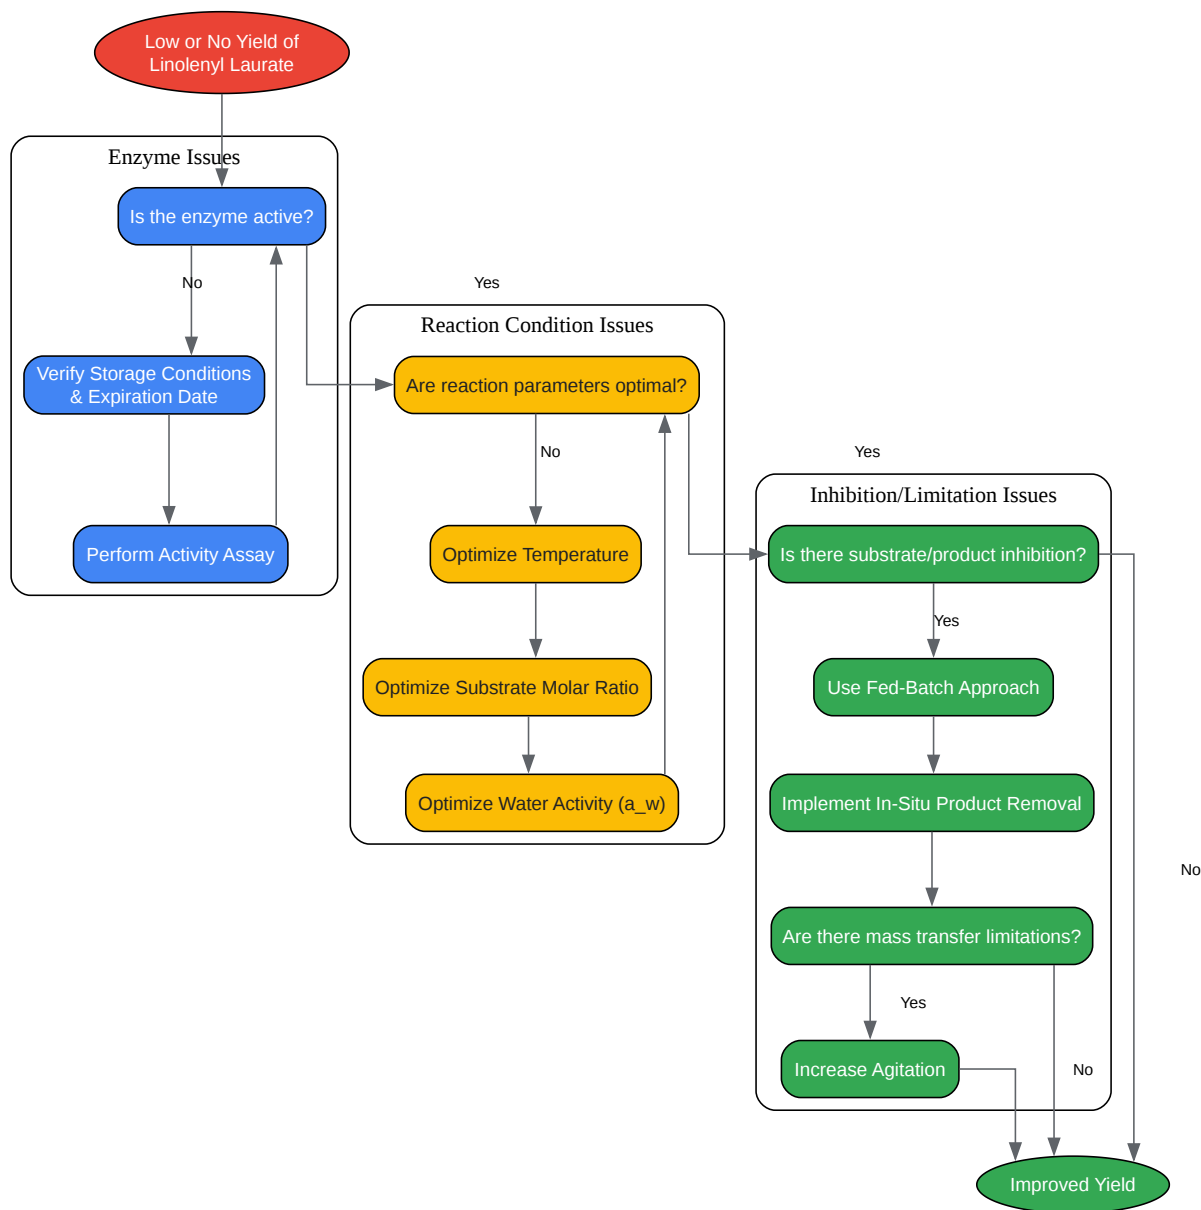 Low or No Yield of
Linolenyl Laurate
Enzyme Issues
Is the enzyme active?
No
Verify Storage Conditions
& Expiration Date
Perform Activity Assay
Yes
Reaction Condition Issues
Are reaction parameters optimal?
No
Optimize Temperature
Optimize Substrate Molar Ratio
Optimize Water Activity (a_w)
Yes
Inhibition/Limitation Issues
Is there substrate/product inhibition?
Yes
Use Fed-Batch Approach
Implement In-Situ Product Removal
No
Are there mass transfer limitations?
Yes
Increase Agitation
No
Improved Yield